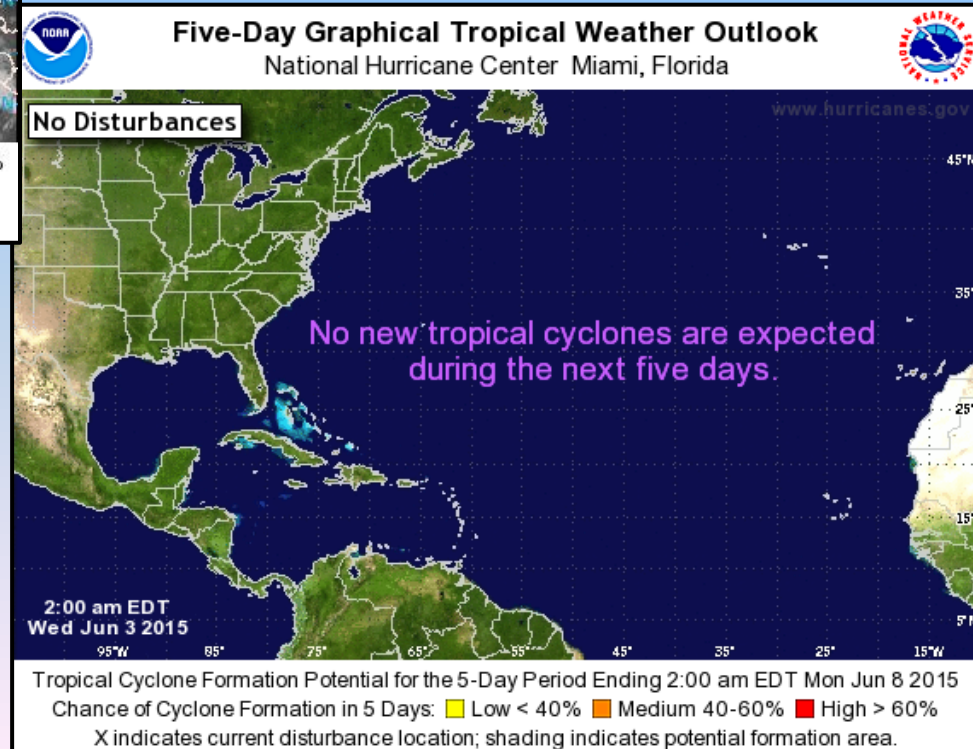 Five-Day Graphical Tropical Weather Outlook
National Hurricane Center Miami, Florida
NOAA
NATIONAL WEATHER SERVICE
No Disturbances
www.hurricanes.gov
45°N
35°
No new tropical cyclones are expected
during the next five days.
25°
15°
2:00 am EDT
Wed Jun 3 2015
5°N
95°W 85° 75° 65° 55° 45° 35° 25° 15°W
Tropical Cyclone Formation Potential for the 5-Day Period Ending 2:00 am EDT Mon Jun 8 2015
Chance of Cyclone Formation in 5 Days: Low < 40% Medium 40-60% High > 60%
X indicates current disturbance location; shading indicates potential formation area.